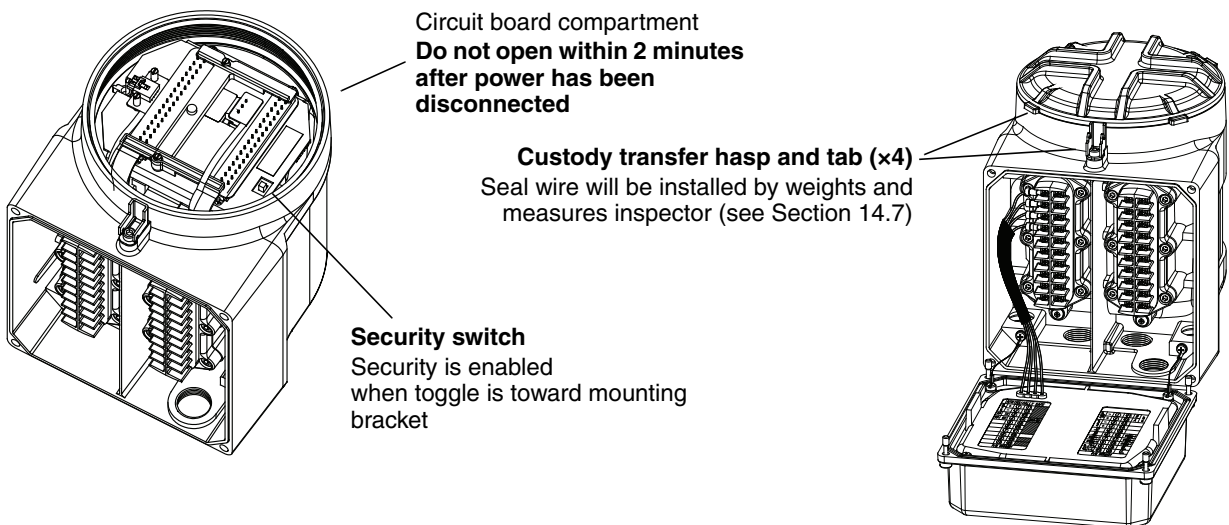 Circuit board compartment
Do not open within 2 minutes
after power has been
disconnected
Custody transfer hasp and tab (×4)
Seal wire will be installed by weights and
measures inspector (see Section 14.7)
Security switch
Security is enabled
when toggle is toward mounting
bracket